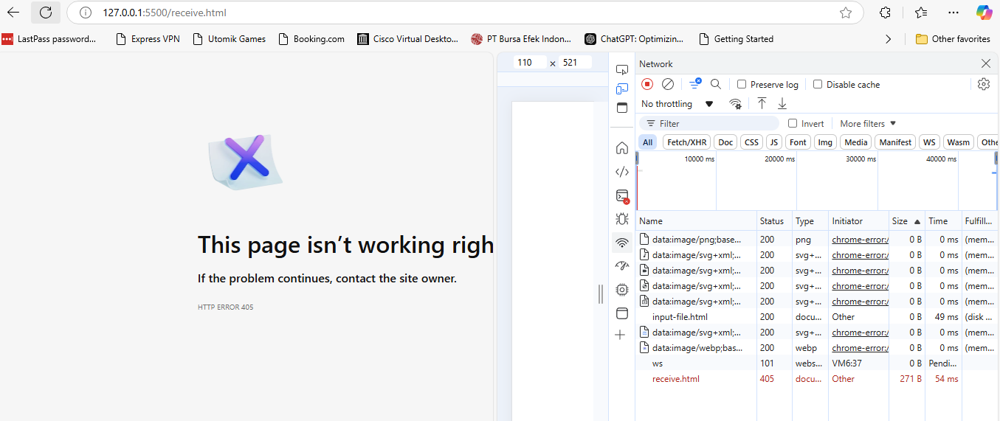 127.0.0.1:5500/receive.html
LastPass password... Express VPN Utomik Games Booking.com Cisco Virtual Deskto... PT Bursa Efek Indon... ChatGPT: Optimizin... Getting Started Other favorites
This page isn't working righ
If the problem continues, contact the site owner.
HTTP ERROR 405
110 × 521
Network
Preserve log Disable cache
No throttling
Filter Invert More filters
All Fetch/XHR Doc CSS JS Font Img Media Manifest WS Wasm Othe
10000 ms 20000 ms 30000 ms 40000 ms
Name Status Type Initiator Size Time Fulfill...
data:image/png;base... 200 png chrome-error:/ 0 B 0 ms (mem...
data:image/svg+xml;... 200 svg+... chrome-error:/ 0 B 0 ms (mem...
data:image/svg+xml;... 200 svg+... chrome-error:/ 0 B 0 ms (mem...
data:image/svg+xml;... 200 svg+... chrome-error:/ 0 B 0 ms (mem...
data:image/svg+xml;... 200 svg+... chrome-error:/ 0 B 0 ms (mem...
input-file.html 200 docu... Other 0 B 49 ms (disk ...
data:image/svg+xml;... 200 svg+... chrome-error:/ 0 B 0 ms (mem...
data:image/webp;bas... 200 webp chrome-error:/ 0 B 0 ms (mem...
ws 101 webs... VM6:37 0 B Pendi...
receive.html 405 docu... Other 271 B 54 ms